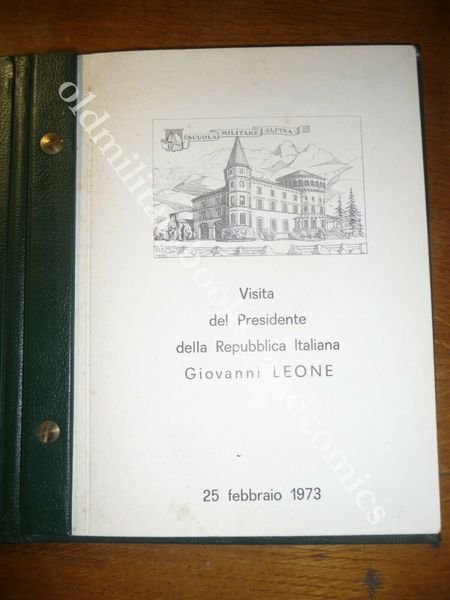 SCUOLA MILITARE ALPINA
Visita
del Presidente
della Repubblica Italiana
Giovanni LEONE
25 febbraio 1973